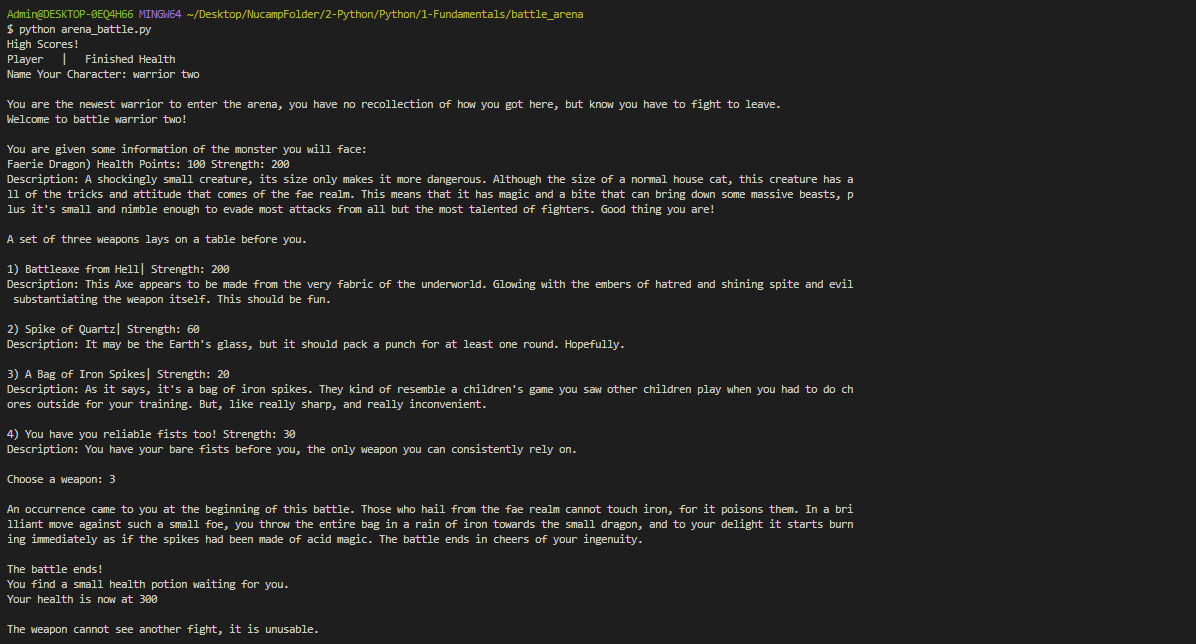 Admin@DESKTOP-0EQ4H66 MINGW64 ~/Desktop/NucampFolder/2-Python/Python/1-Fundamentals/battle_arena
$ python arena_battle.py
High Scores!
Player   |   Finished Health
Name Your Character: warrior two
You are the newest warrior to enter the arena, you have no recollection of how you got here, but know you have to fight to leave.
Welcome to battle warrior two!
You are given some information of the monster you will face:
Faerie Dragon) Health Points: 100 Strength: 200
Description: A shockingly small creature, its size only makes it more dangerous. Although the size of a normal house cat, this creature has a
ll of the tricks and attitude that comes of the fae realm. This means that it has magic and a bite that can bring down some massive beasts, p
lus it's small and nimble enough to evade most attacks from all but the most talented of fighters. Good thing you are!
A set of three weapons lays on a table before you.
1) Battleaxe from Hell| Strength: 200
Description: This Axe appears to be made from the very fabric of the underworld. Glowing with the embers of hatred and shining spite and evil
 substantiating the weapon itself. This should be fun.
2) Spike of Quartz| Strength: 60
Description: It may be the Earth's glass, but it should pack a punch for at least one round. Hopefully.
3) A Bag of Iron Spikes| Strength: 20
Description: As it says, it's a bag of iron spikes. They kind of resemble a children's game you saw other children play when you had to do ch
ores outside for your training. But, like really sharp, and really inconvenient.
4) You have you reliable fists too! Strength: 30
Description: You have your bare fists before you, the only weapon you can consistently rely on.
Choose a weapon: 3
An occurrence came to you at the beginning of this battle. Those who hail from the fae realm cannot touch iron, for it poisons them. In a bri
lliant move against such a small foe, you throw the entire bag in a rain of iron towards the small dragon, and to your delight it starts burn
ing immediately as if the spikes had been made of acid magic. The battle ends in cheers of your ingenuity.
The battle ends!
You find a small health potion waiting for you.
Your health is now at 300
The weapon cannot see another fight, it is unusable.